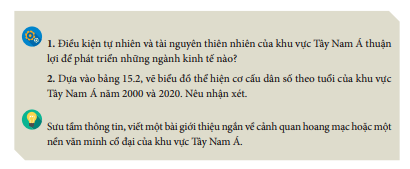 1. Điều kiện tự nhiên và tài nguyên thiên nhiên của khu vực Tây Nam Á thuận
lợi để phát triển những ngành kinh tế nào?
2. Dựa vào bảng 15.2, vẽ biểu đồ thể hiện cơ cấu dân số theo tuổi của khu vực
Tây Nam Á năm 2000 và 2020. Nêu nhận xét.
Sưu tầm thông tin, viết một bài giới thiệu ngắn về cảnh quan hoang mạc hoặc một
nền văn minh cổ đại của khu vực Tây Nam Á.